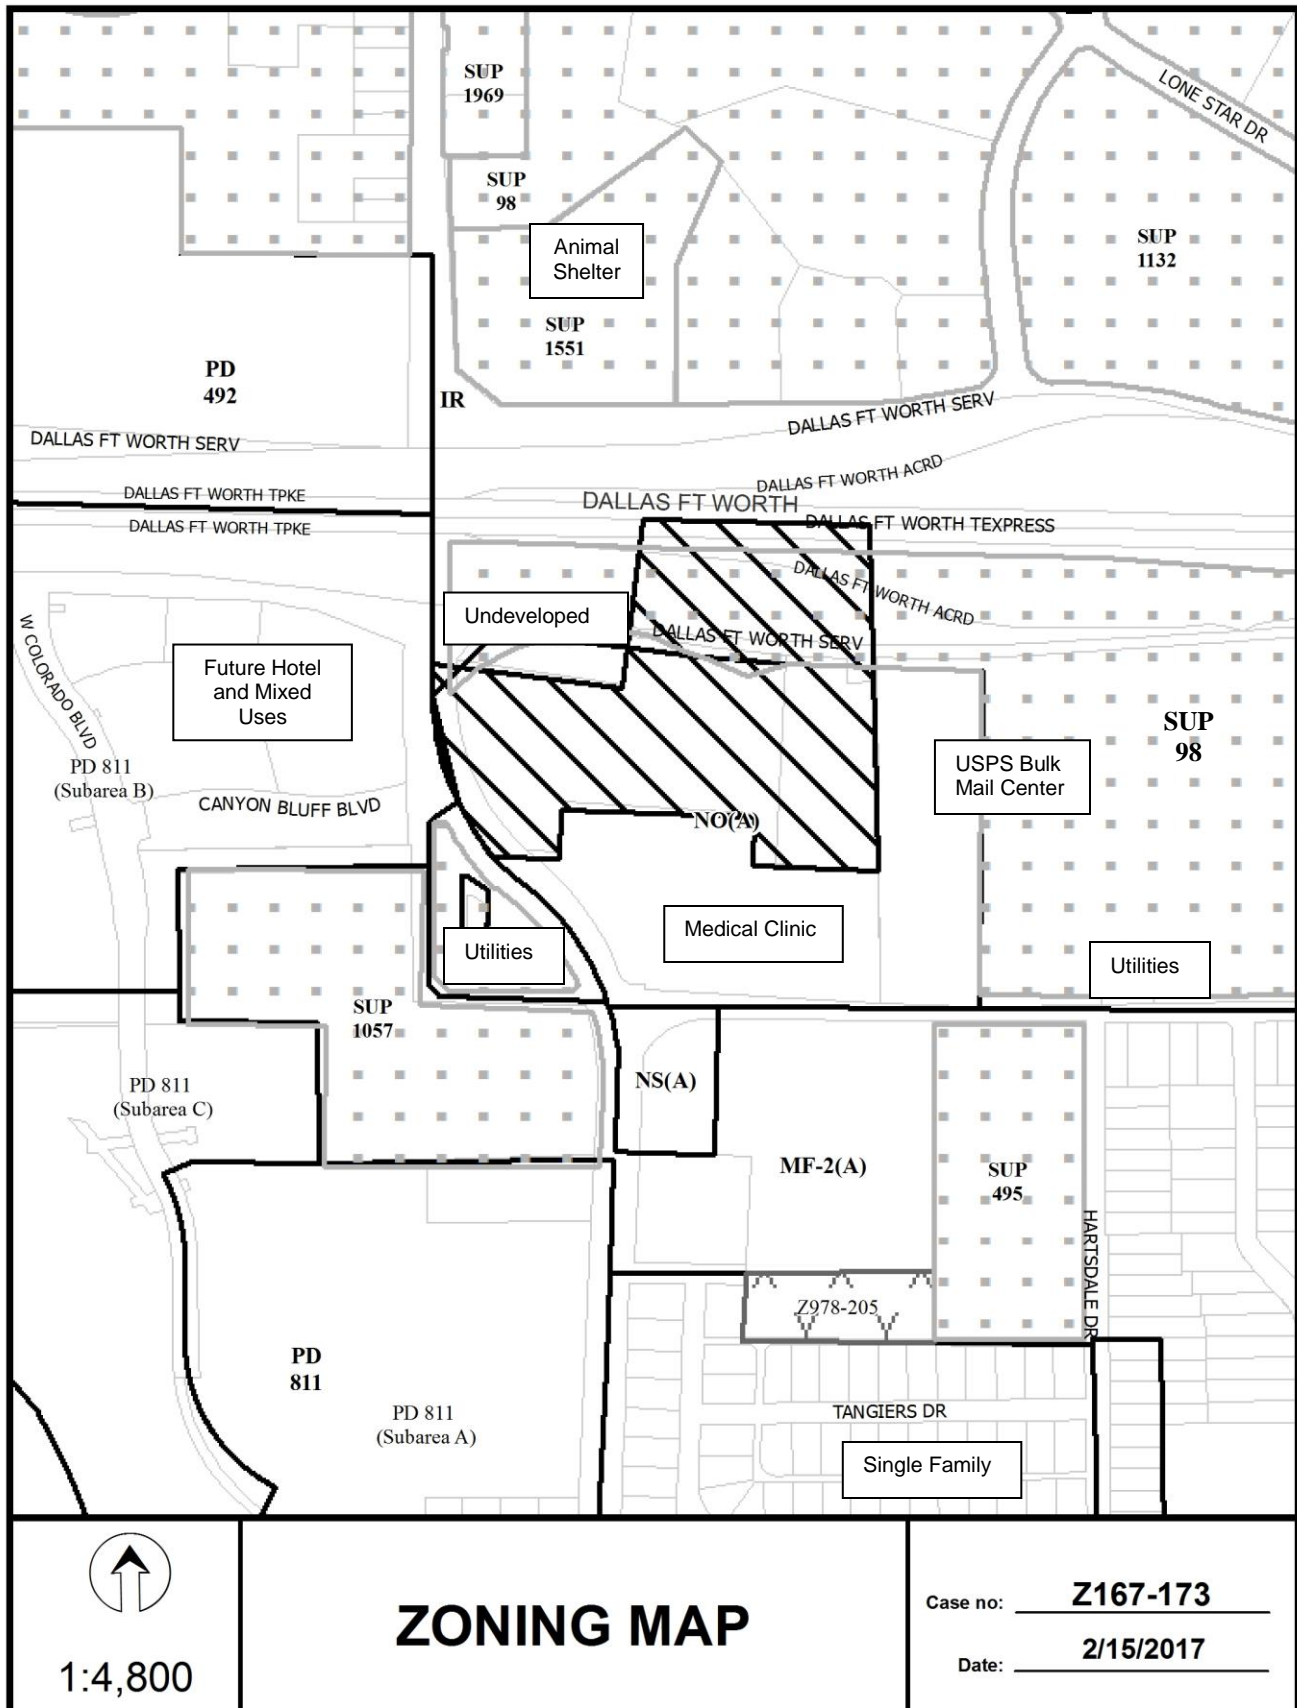 LONE STAR DR
SUP
1969
SUP
98
Animal
Shelter
SUP
1132
SUP
1551
PD
492
IR
DALLAS FT WORTH SERV
DALLAS FT WORTH SERV
DALLAS FT WORTH ACRD
DALLAS FT WORTH TPKE
DALLAS FT WORTH
DALLAS FT WORTH TPKE
DALLAS FT WORTH TEXPRESS
DALLAS FT WORTH ACRD
Undeveloped
DALLAS FT WORTH SERV
W COLORADO BLVD
Future Hotel
and Mixed
Uses
SUP
98
PD 811
(Subarea B)
USPS Bulk
Mail Center
CANYON BLUFF BLVD
NO(A)
Medical Clinic
Utilities
Utilities
SUP
1057
PD 811
(Subarea C)
NS(A)
MF-2(A)
SUP
495
HARTSDALE DR
Z978-205
PD
811
PD 811
(Subarea A)
TANGIERS DR
Single Family
1:4,800
ZONING MAP
Case no: Z167-173
Date: 2/15/2017